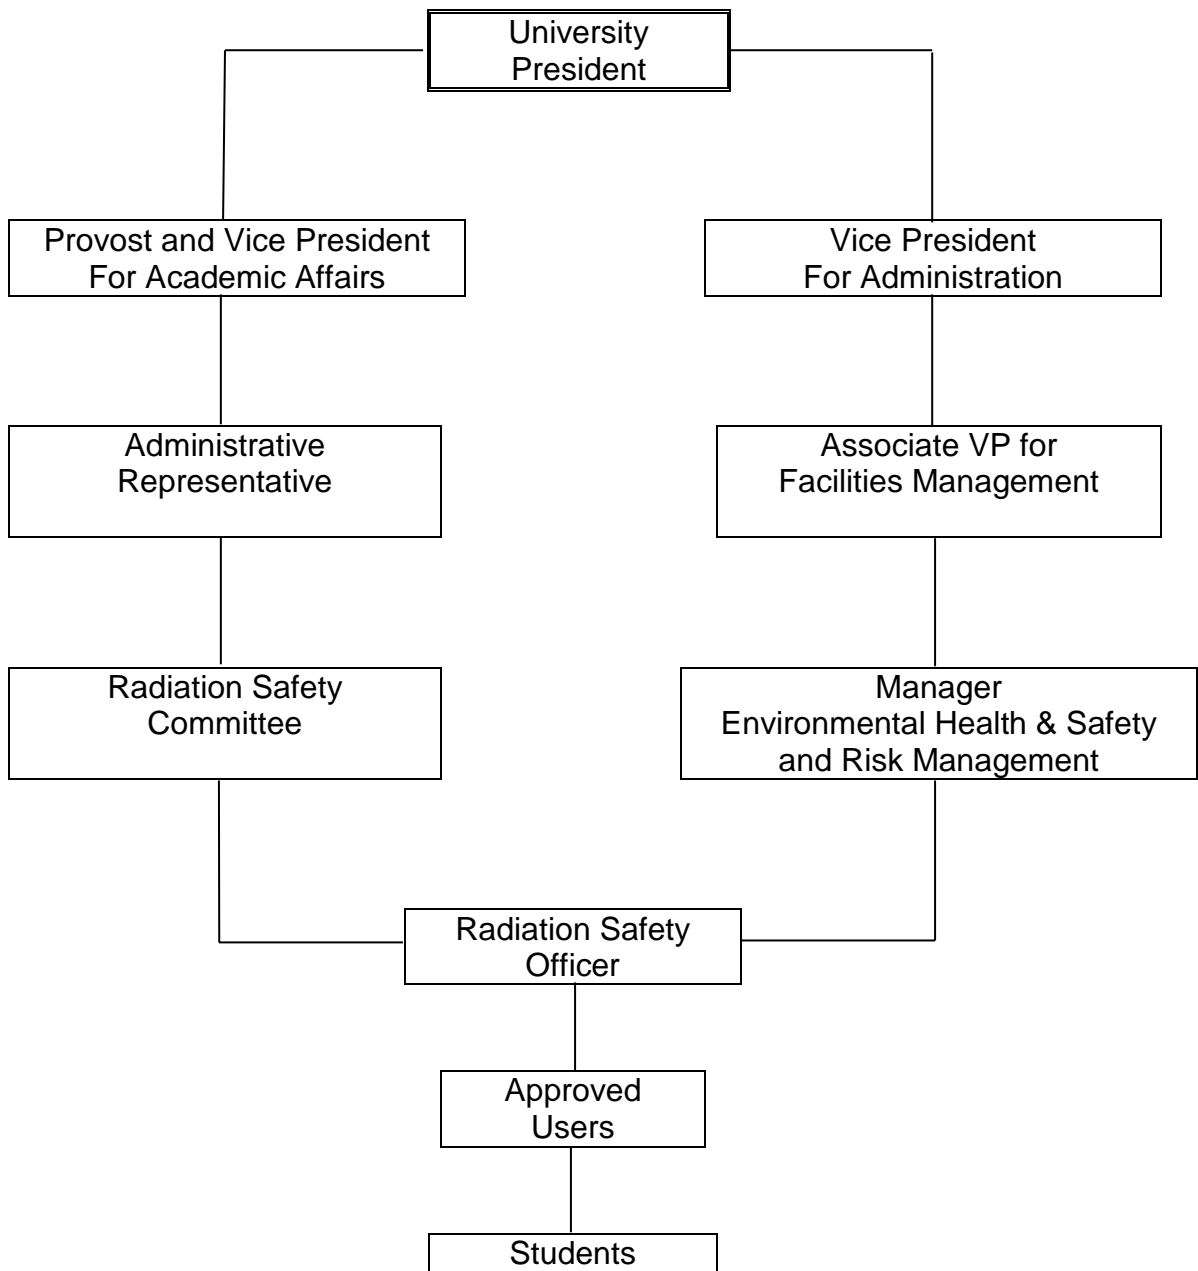 University
President
Provost and Vice President
For Academic Affairs
Vice President
For Administration
Administrative
Representative
Associate VP for
Facilities Management
Radiation Safety
Committee
Manager
Environmental Health & Safety
and Risk Management
Radiation Safety
Officer
Approved
Users
Students